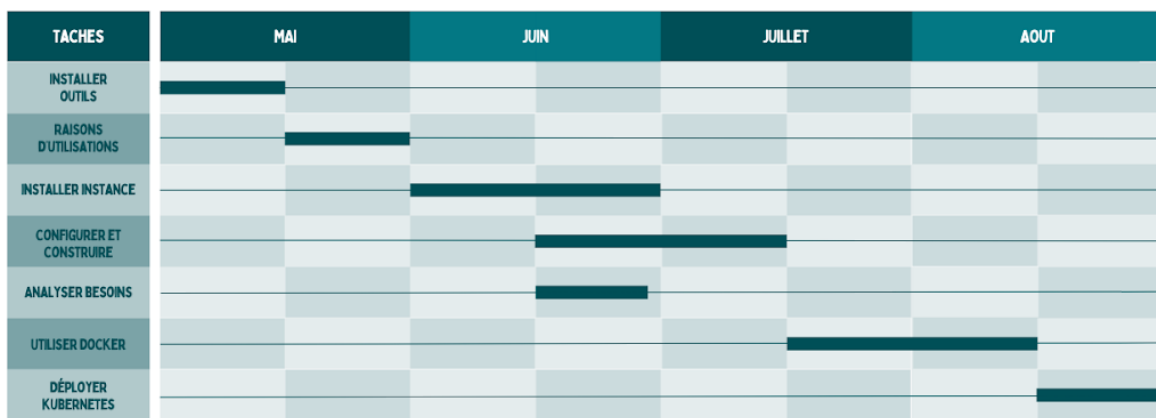 TACHES MAI JUIN JUILLET AOUT
INSTALLER
OUTILS
RAISONS
D'UTILISATIONS
INSTALLER INSTANCE
CONFIGURER ET
CONSTRUIRE
ANALYSER BESOINS
UTILISER DOCKER
DÉPLOYER
KUBERNETES